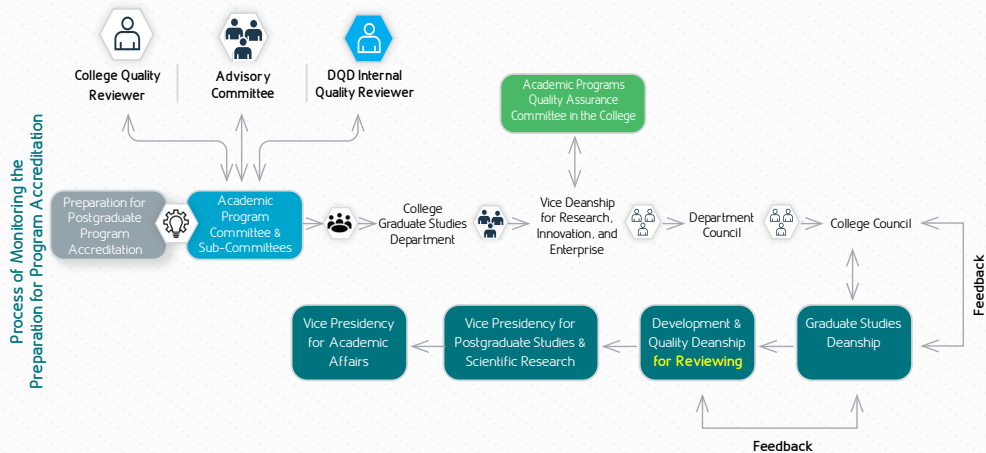 Process of Monitoring the
Preparation for Program Accreditation
College Quality
Reviewer
Advisory
Committee
DQD Internal
Quality Reviewer
Academic Programs
Quality Assurance
Committee in the College
Preparation for
Postgraduate
Program
Accreditation
Academic
Program
Committee &
Sub-Committees
College
Graduate Studies
Department
Vice Deanship
for Research,
Innovation, and
Enterprise
Department
Council
College Council
Feedback
Vice Presidency
for Academic
Affairs
Vice Presidency for
Postgraduate Studies &
Scientific Research
Development &
Quality Deanship
for Reviewing
Graduate Studies
Deanship
Feedback